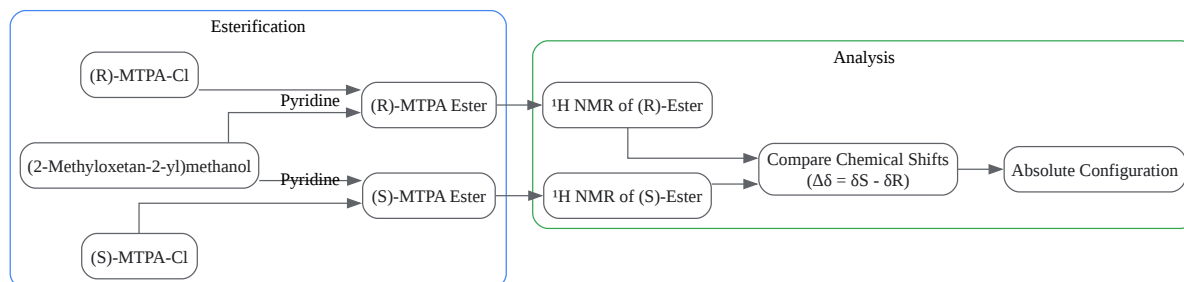 Esterification
(R)-MTPA-Cl
Pyridine
(R)-MTPA Ester
(2-Methyloxetan-2-yl)methanol
Pyridine
(S)-MTPA Ester
(S)-MTPA-Cl
Analysis
¹H NMR of (R)-Ester
¹H NMR of (S)-Ester
Compare Chemical Shifts
(Δδ = δS - δR)
Absolute Configuration